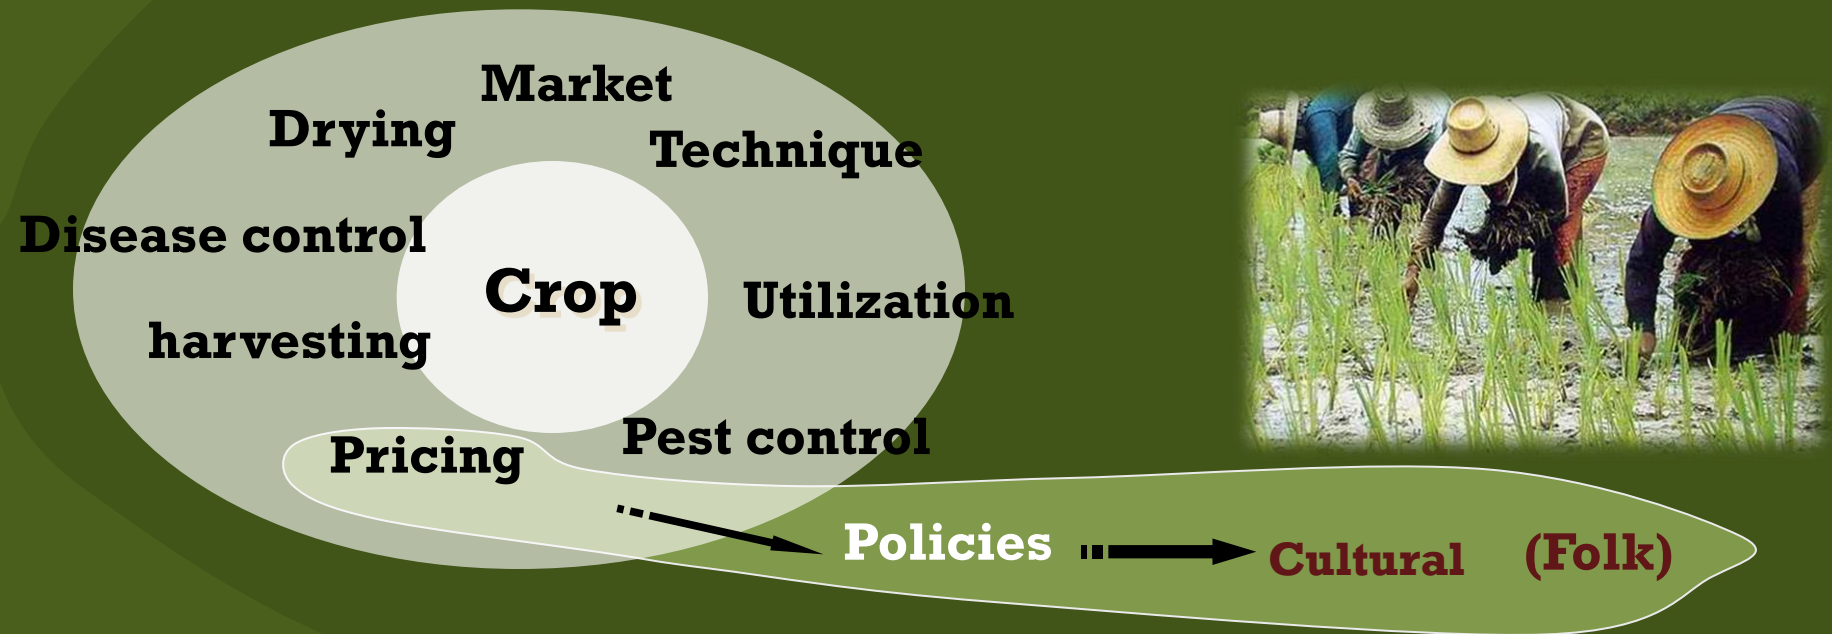 Market
Drying
Technique
Disease control
Crop
Utilization
harvesting
Pest control
Pricing
Policies
Cultural (Folk)